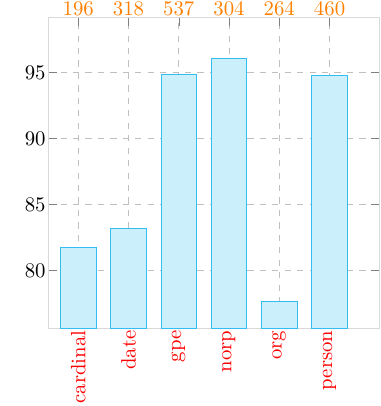 196 318 537 304 264 460
95
90
85
80
cardinal
date
gpe
norp
org
person